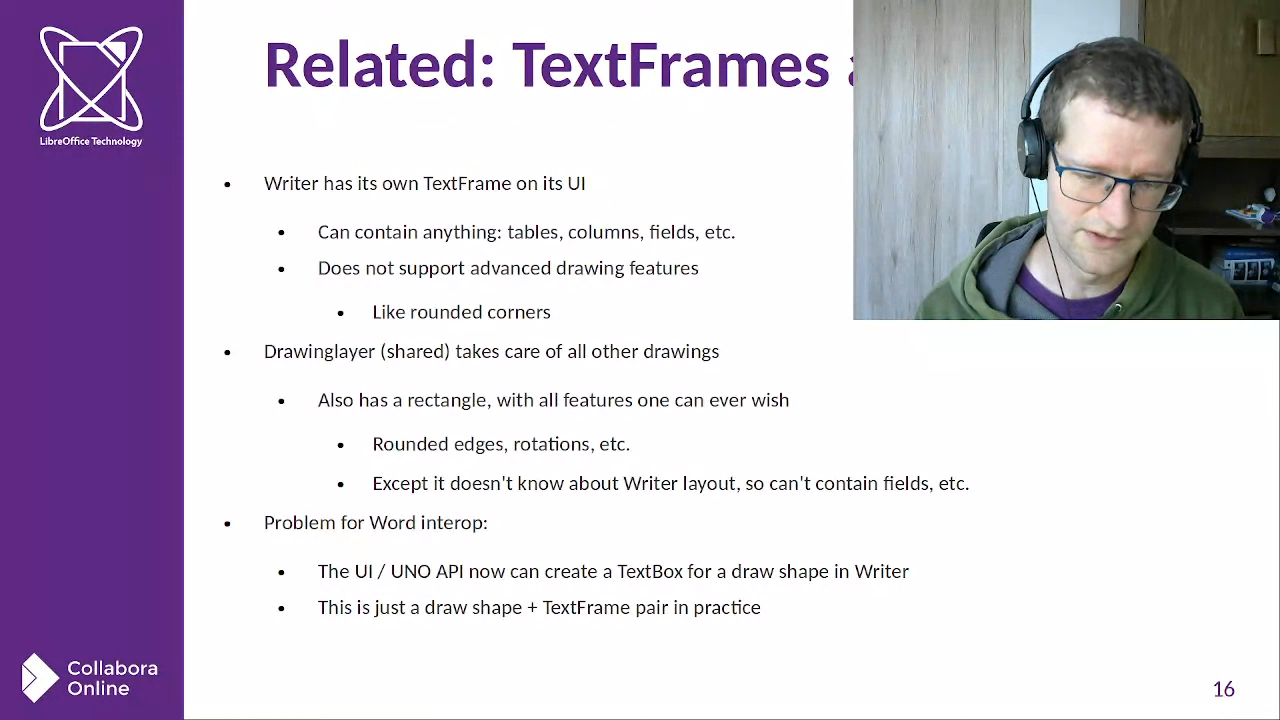 LibreOffice Technology
Related: TextFrames
Writer has its own TextFrame on its UI
Can contain anything: tables, columns, fields, etc.
Does not support advanced drawing features
Like rounded corners
Drawinglayer (shared) takes care of all other drawings
Also has a rectangle, with all features one can ever wish
Rounded edges, rotations, etc.
Except it doesn't know about Writer layout, so can't contain fields, etc.
Problem for Word interop:
The UI / UNO API now can create a TextBox for a draw shape in Writer
This is just a draw shape + TextFrame pair in practice
Collabora
Online
16